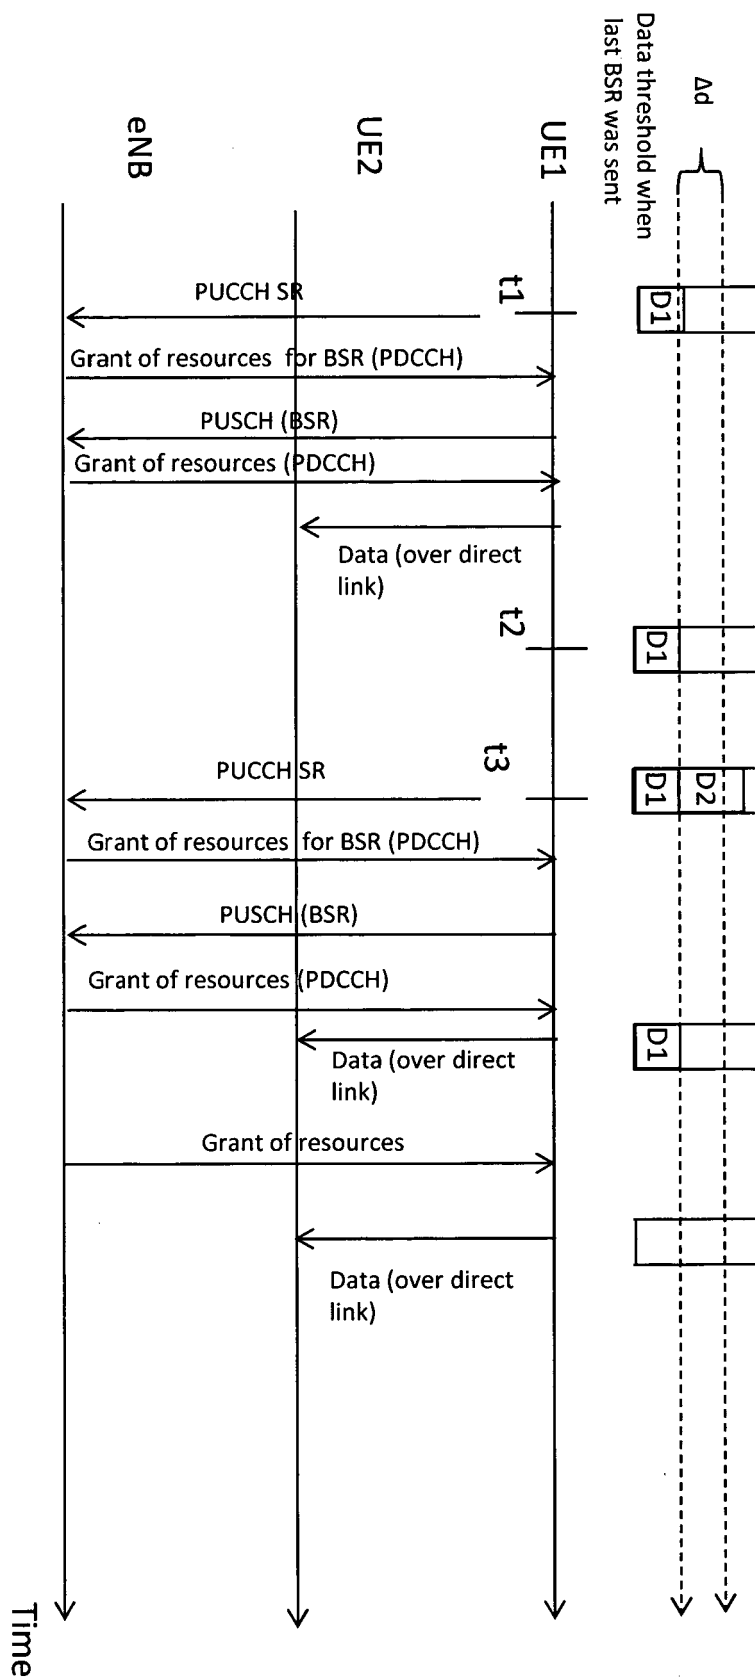 Δd
Data threshold when
last BSR was sent
UE1
UE2
eNB
t1
D1
PUCCH SR
Grant of resources for BSR (PDCCH)
PUSCH (BSR)
Grant of resources (PDCCH)
Data (over direct
link)
t2
D1
t3
D1
D2
PUCCH SR
Grant of resources for BSR (PDCCH)
PUSCH (BSR)
Grant of resources (PDCCH)
D1
Data (over direct
link)
Grant of resources
Data (over direct
link)
Time